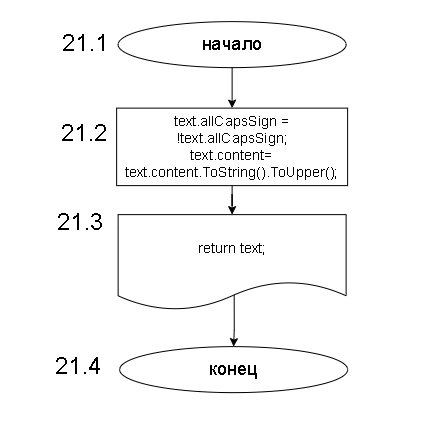 21.1
начало
21.2
text.allCapsSign =
!text.allCapsSign;
text.content=
text.content.ToString().ToUpper();
21.3
return text;
21.4
конец